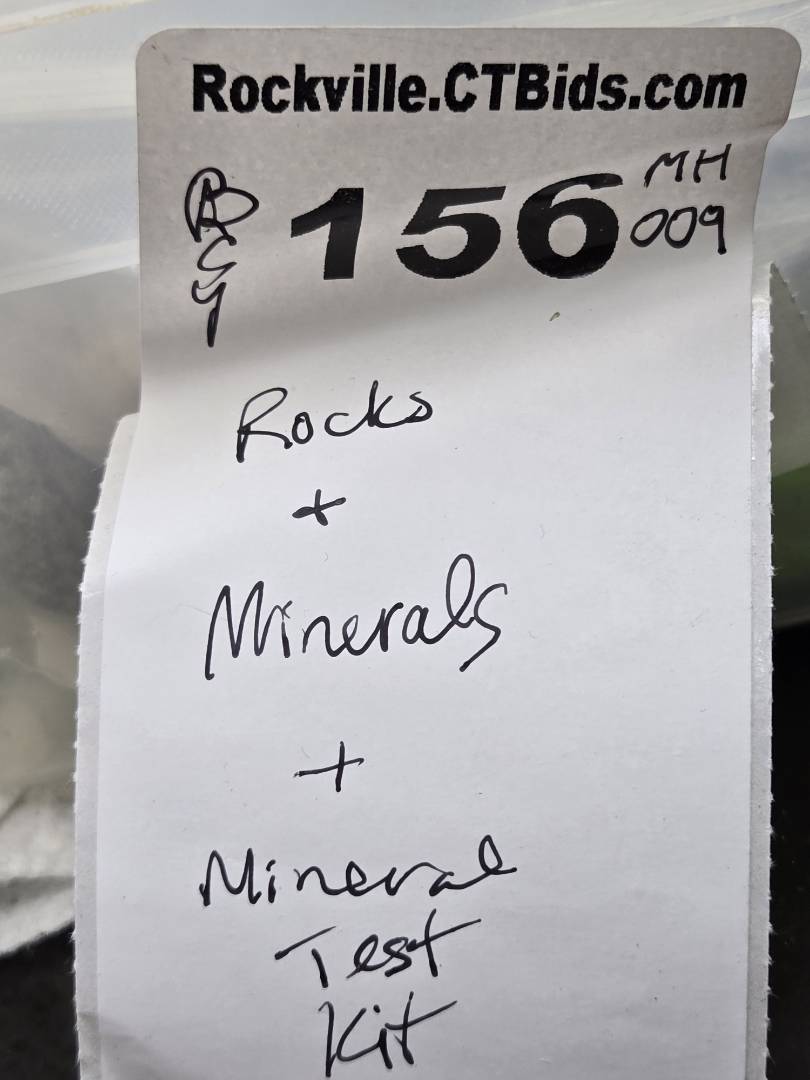 Rockville.CTBids.com
156
MH
009
Rocks
+
Minerals
+
Mineral
Test
Kit